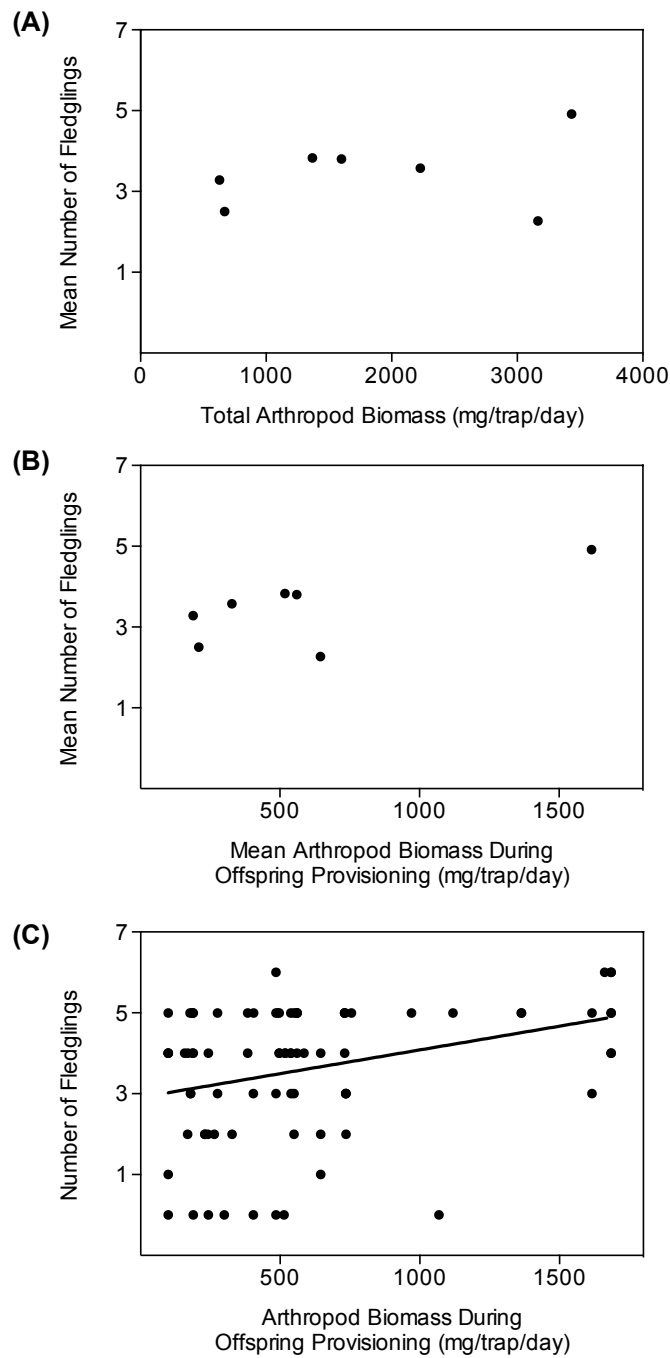 (A)
7
5
3
1
Mean Number of Fledglings
0 1000 2000 3000 4000
Total Arthropod Biomass (mg/trap/day)
(B)
7
5
3
1
Mean Number of Fledglings
500 1000 1500
Mean Arthropod Biomass During
Offspring Provisioning (mg/trap/day)
(C)
7
5
3
1
Number of Fledglings
500 1000 1500
Arthropod Biomass During
Offspring Provisioning (mg/trap/day)